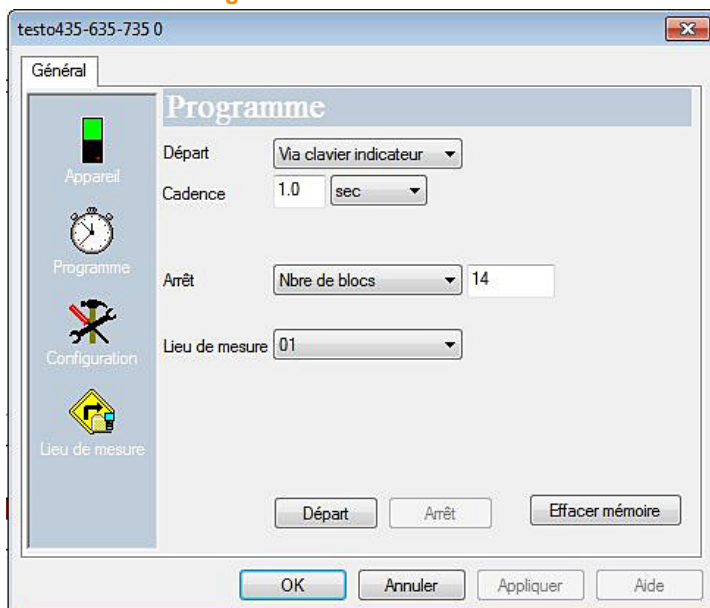 testo435-635-735 0
Général
Programme
Appareil
Programme
Configuration
Lieu de mesure
Départ Via clavier indicateur
Cadence 1.0 sec
Arrêt Nbre de blocs 14
Lieu de mesure 01
Départ Arrêt Effacer mémoire
OK Annuler Appliquer Aide